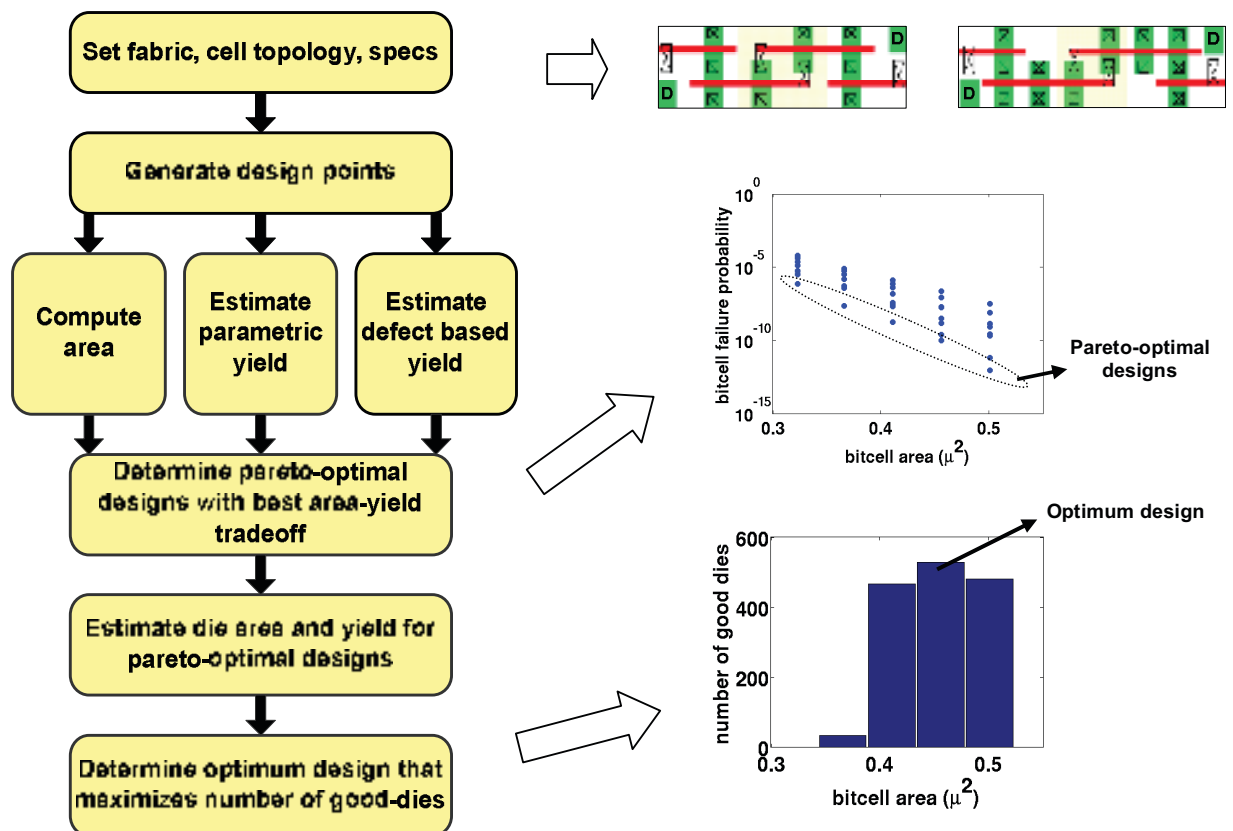 Set fabric, cell topology, specs
Generate design points
Compute
area
Estimate
parametric
yield
Estimate
defect based
yield
Determine pareto-optimal
designs with best area-yield
tradeoff
Estimate die area and yield for
pareto-optimal designs
Determine optimum design that
maximizes number of good-dies
D
D
D
D
bitcell failure probability
10^0
10^-5
10^-10
10^-15
0.3
0.4
0.5
bitcell area (μ^2)
Pareto-optimal
designs
Optimum design
number of good dies
600
400
200
0
0.3
0.4
0.5
bitcell area (μ^2)